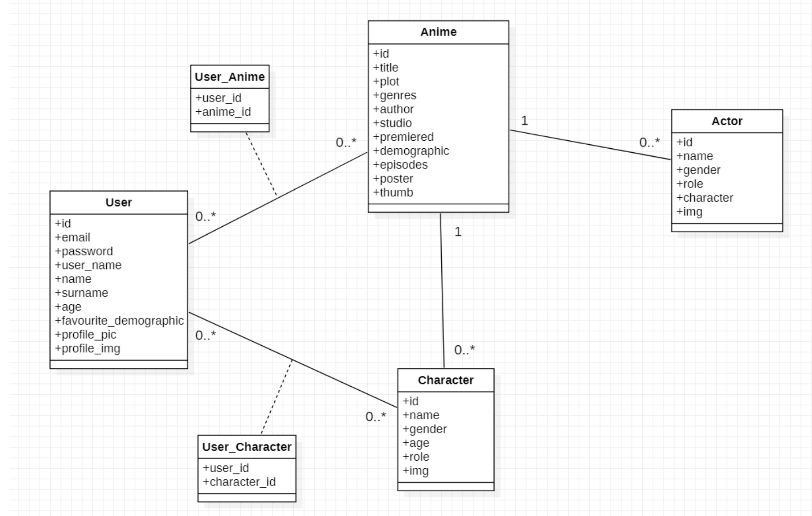 Anime
+id
+title
+plot
+genres
+author
+studio
+premiered
+demographic
+episodes
+poster
+thumb
User_Anime
+user_id
+anime_id
Actor
+id
+name
+gender
+role
+character
+img
User
+id
+email
+password
+user_name
+name
+surname
+age
+favourite_demographic
+profile_pic
+profile_img
Character
+id
+name
+gender
+age
+role
+img
User_Character
+user_id
+character_id
0..*
0..*
1
0..*
1
0..*
0..*
0..*